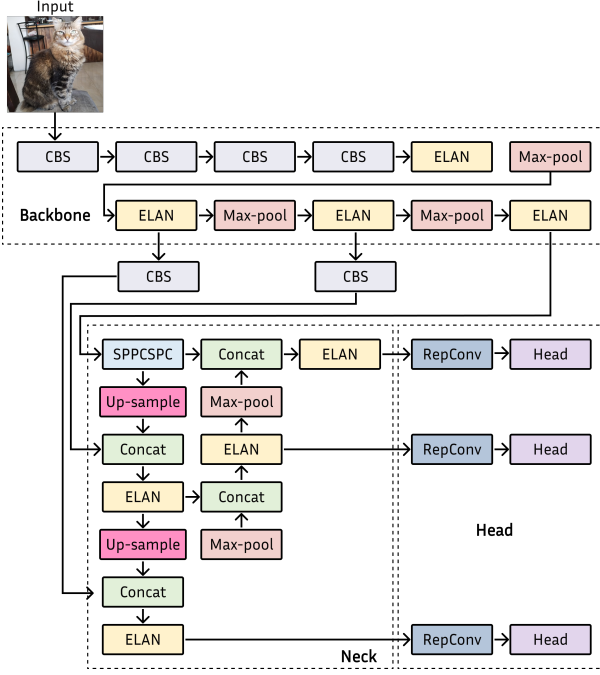 Input
CBS CBS CBS CBS ELAN Max-pool
Backbone ELAN Max-pool ELAN Max-pool ELAN
CBS CBS
SPPCSPC Concat ELAN RepConv Head
Up-sample Max-pool
Concat ELAN RepConv Head
ELAN Concat
Head
Up-sample Max-pool
Concat
ELAN RepConv Head
Neck